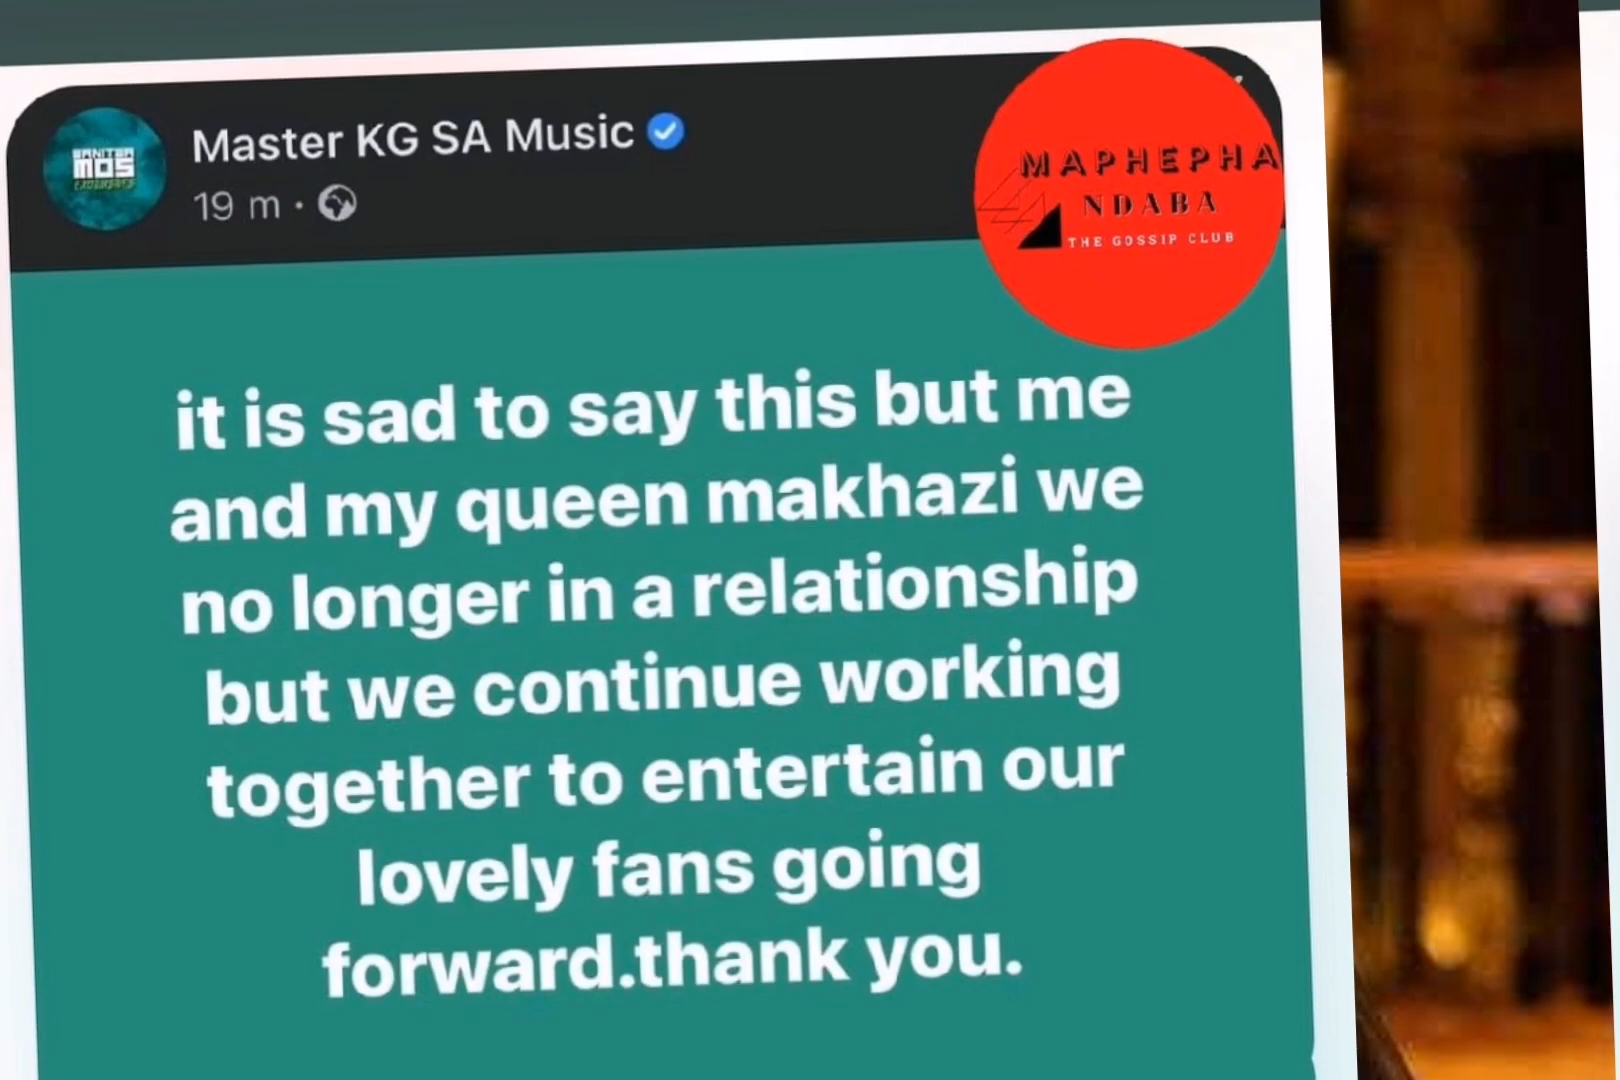 Master KG SA Music
19 m ·
MAPHEPHA
NDABA
THE GOSSIP CLUB
MOS
it is sad to say this but me
and my queen makhazi we
no longer in a relationship
but we continue working
together to entertain our
lovely fans going
forward.thank you.